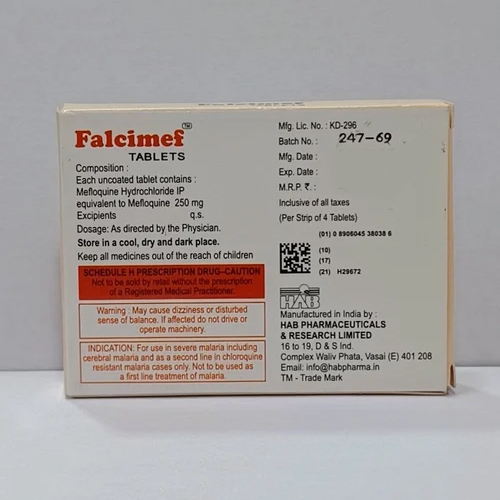 Falcimef™
TABLETS
Composition :
Each uncoated tablet contains :
Mefloquine Hydrochloride IP
equivalent to Mefloquine 250 mg
Excipients q.s.
Dosage: As directed by the Physician.
Store in a cool, dry and dark place.
Keep all medicines out of the reach of children
SCHEDULE H PRESCRIPTION DRUG–CAUTION
Not to be sold by retail without the prescription
of a Registered Medical Practitioner.
Warning : May cause dizziness or disturbed
sense of balance. If affected do not drive or
operate machinery.
INDICATION: For use in severe malaria including
cerebral malaria and as a second line in chloroquine
resistant malaria cases only. Not to be used as
a first line treatment of malaria.
Mfg. Lic. No. : KD-296
Batch No. : 247-69
Mfg. Date :
Exp. Date :
M.R.P. ₹. :
Inclusive of all taxes
(Per Strip of 4 Tablets)
(01) 0 8906045 38038 6
(10)
(17)
(21) H29672
HAB
Manufactured in India by :
HAB PHARMACEUTICALS
& RESEARCH LIMITED
16 to 19, D & S Ind.
Complex Waliv Phata, Vasai (E) 401 208
Email: info@habpharma.in
TM - Trade Mark